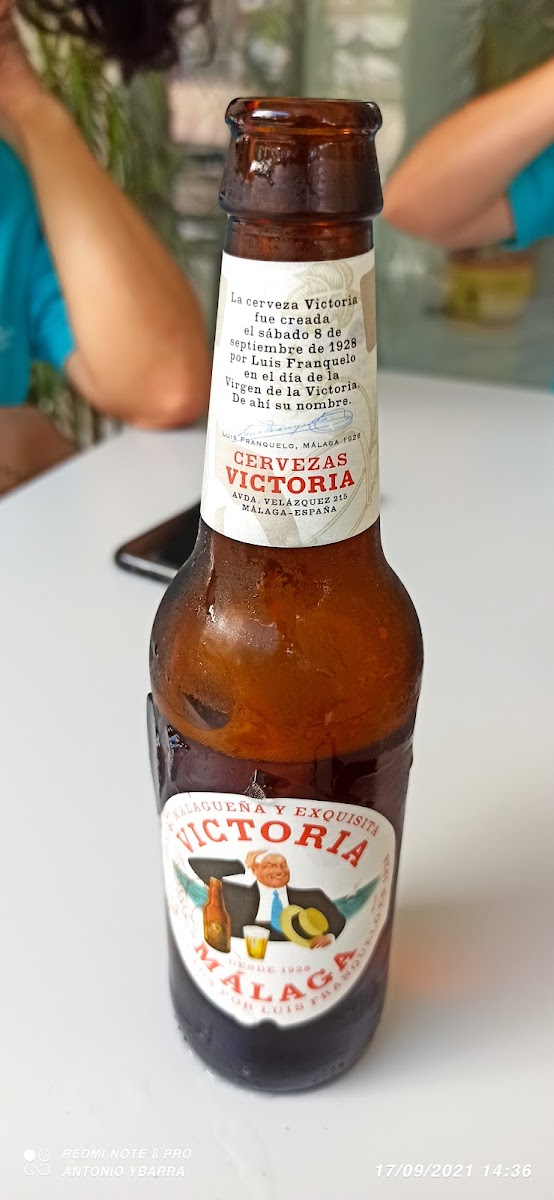 La cerveza Victoria
fue creada
el sábado 8 de
septiembre de 1928
por Luis Franquelo
en el día de la
Virgen de la Victoria.
De ahí su nombre.
LUIS FRANQUELO, MÁLAGA 1928
CERVEZAS
VICTORIA
AVDA. VELÁZQUEZ 215
MÁLAGA-ESPAÑA
MALAGUEÑA Y EXQUISITA
VICTORIA
DESDE 1928
MÁLAGA
POR LUIS FRANQUELO EN 1928
REDMI NOTE 8 PRO
ANTONIO YBARRA
17/09/2021 14:36